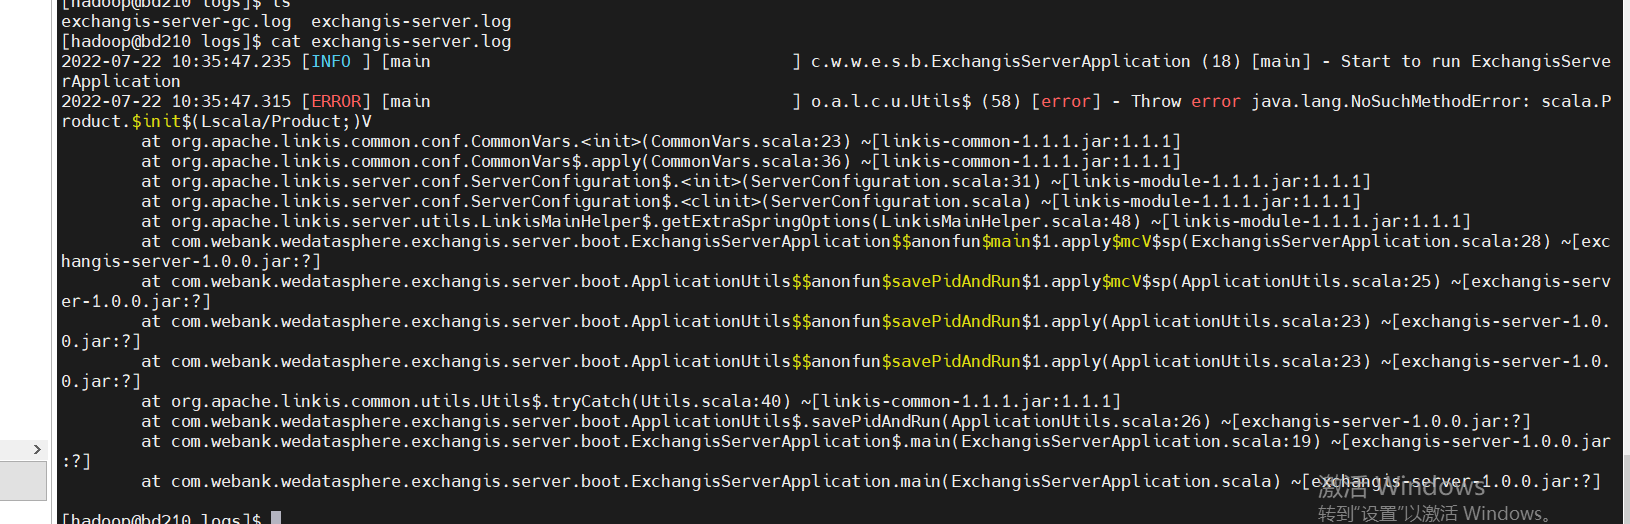 [hadoop@bd210 logs]$ ls
exchangis-server-gc.log  exchangis-server.log
[hadoop@bd210 logs]$ cat exchangis-server.log
2022-07-22 10:35:47.235 [INFO ] [main                                    ] c.w.w.e.s.b.ExchangisServerApplication (18) [main] - Start to run ExchangisServe
rApplication
2022-07-22 10:35:47.315 [ERROR] [main                                    ] o.a.l.c.u.Utils$ (58) [error] - Throw error java.lang.NoSuchMethodError: scala.P
roduct.$init$(Lscala/Product;)V
        at org.apache.linkis.common.conf.CommonVars.<init>(CommonVars.scala:23) ~[linkis-common-1.1.1.jar:1.1.1]
        at org.apache.linkis.common.conf.CommonVars$.apply(CommonVars.scala:36) ~[linkis-common-1.1.1.jar:1.1.1]
        at org.apache.linkis.server.conf.ServerConfiguration$.<init>(ServerConfiguration.scala:31) ~[linkis-module-1.1.1.jar:1.1.1]
        at org.apache.linkis.server.conf.ServerConfiguration$.<clinit>(ServerConfiguration.scala) ~[linkis-module-1.1.1.jar:1.1.1]
        at org.apache.linkis.server.utils.LinkisMainHelper$.getExtraSpringOptions(LinkisMainHelper.scala:48) ~[linkis-module-1.1.1.jar:1.1.1]
        at com.webank.wedatasphere.exchangis.server.boot.ExchangisServerApplication$$anonfun$main$1.apply$mcV$sp(ExchangisServerApplication.scala:28) ~[exc
hangis-server-1.0.0.jar:?]
        at com.webank.wedatasphere.exchangis.server.boot.ApplicationUtils$$anonfun$savePidAndRun$1.apply$mcV$sp(ApplicationUtils.scala:25) ~[exchangis-serv
er-1.0.0.jar:?]
        at com.webank.wedatasphere.exchangis.server.boot.ApplicationUtils$$anonfun$savePidAndRun$1.apply(ApplicationUtils.scala:23) ~[exchangis-server-1.0.
0.jar:?]
        at com.webank.wedatasphere.exchangis.server.boot.ApplicationUtils$$anonfun$savePidAndRun$1.apply(ApplicationUtils.scala:23) ~[exchangis-server-1.0.
0.jar:?]
        at org.apache.linkis.common.utils.Utils$.tryCatch(Utils.scala:40) ~[linkis-common-1.1.1.jar:1.1.1]
        at com.webank.wedatasphere.exchangis.server.boot.ApplicationUtils$.savePidAndRun(ApplicationUtils.scala:26) ~[exchangis-server-1.0.0.jar:?]
        at com.webank.wedatasphere.exchangis.server.boot.ExchangisServerApplication$.main(ExchangisServerApplication.scala:19) ~[exchangis-server-1.0.0.jar
:?]
        at com.webank.wedatasphere.exchangis.server.boot.ExchangisServerApplication.main(ExchangisServerApplication.scala) ~[exchangis-server-1.0.0.jar:?]
激活 Windows
[hadoop@bd210 logs]$
转到"设置"以激活 Windows。